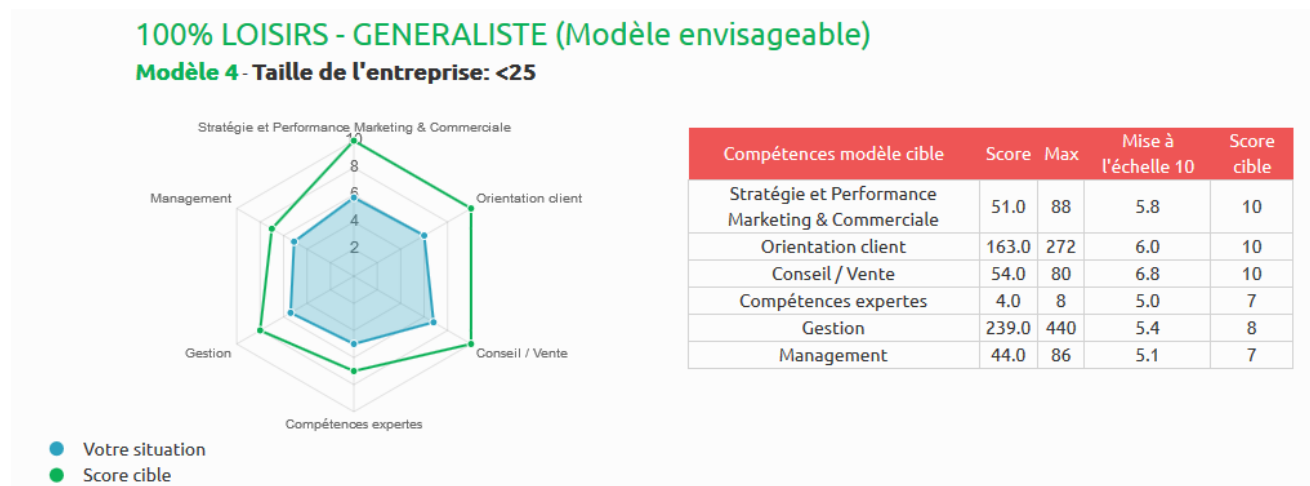 100% LOISIRS - GENERALISTE (Modèle envisageable)
Modèle 4 - Taille de l'entreprise: <25
Stratégie et Performance Marketing & Commerciale
10
8
6
4
2
Management
Orientation client
Gestion
Conseil / Vente
Compétences expertes
Votre situation
Score cible
Compétences modèle cible Score Max Mise à l'échelle 10 Score cible
Stratégie et Performance
Marketing & Commerciale 51.0 88 5.8 10
Orientation client 163.0 272 6.0 10
Conseil / Vente 54.0 80 6.8 10
Compétences expertes 4.0 8 5.0 7
Gestion 239.0 440 5.4 8
Management 44.0 86 5.1 7